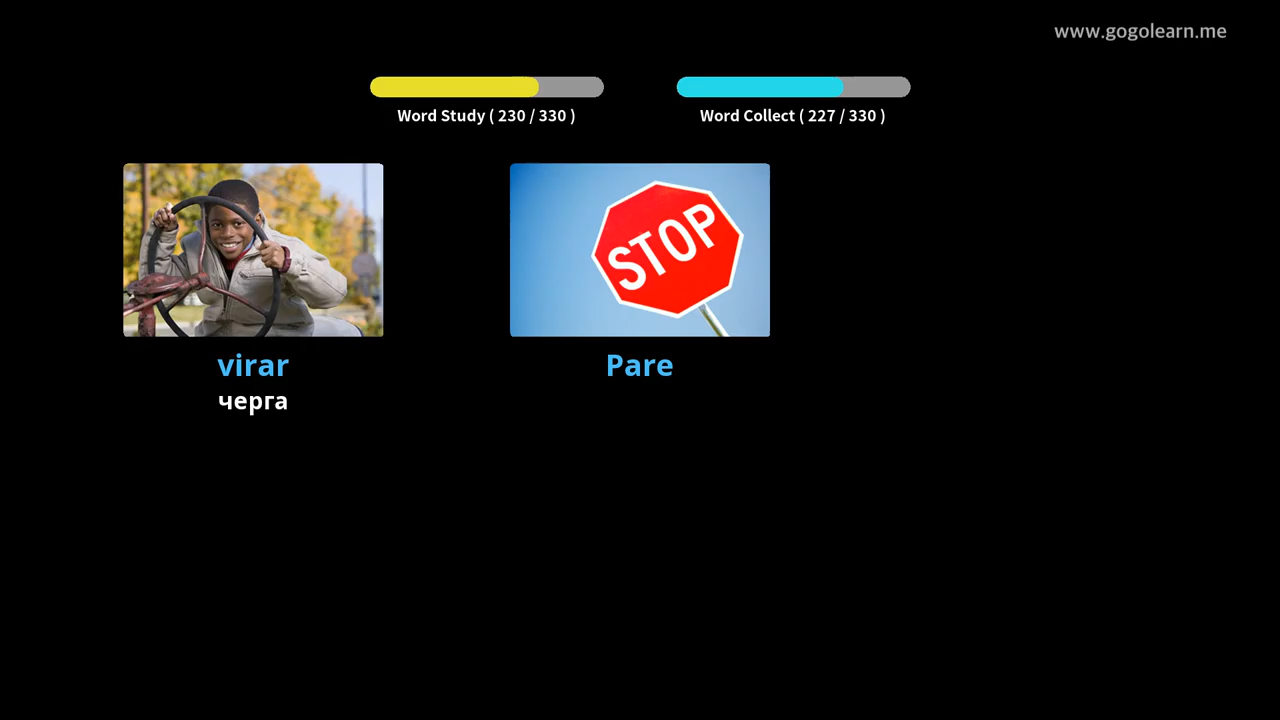 www.gogolearn.me
Word Study ( 230 / 330 )
Word Collect ( 227 / 330 )
STOP
virar
Pare
черга